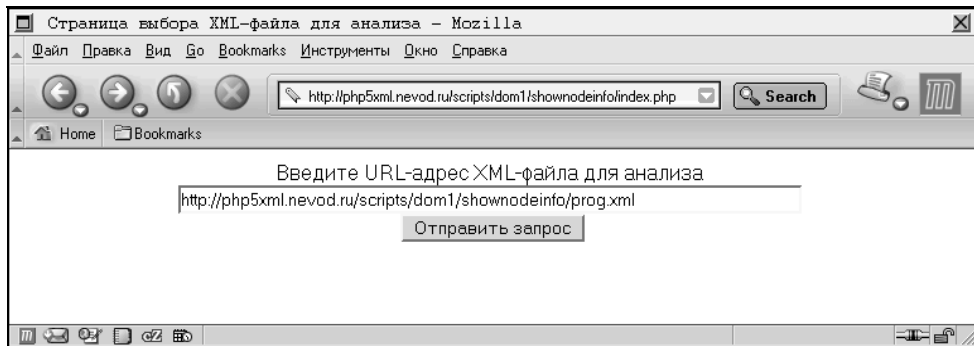 Страница выбора XML-файла для анализа - Mozilla
Файл Правка Вид Go Bookmarks Инструменты Окно Справка
http://php5xml.nevod.ru/scripts/dom1/shownodeinfo/index.php Search
Home Bookmarks
Введите URL-адрес XML-файла для анализа
http://php5xml.nevod.ru/scripts/dom1/shownodeinfo/prog.xml
Отправить запрос